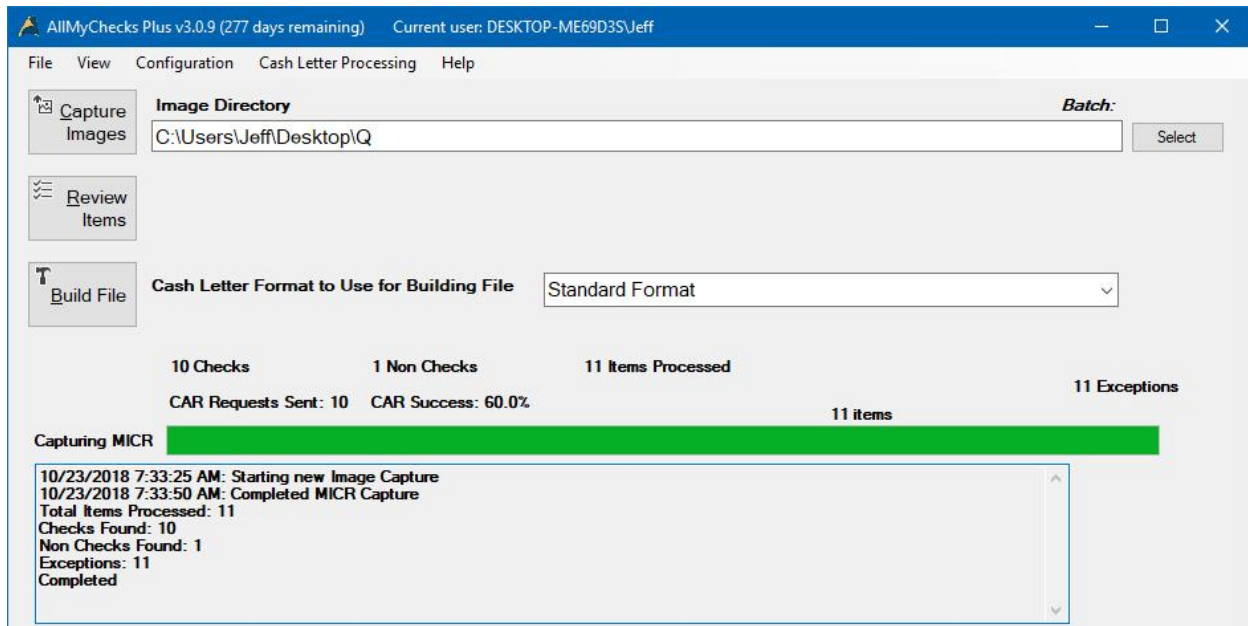 AllMyChecks Plus v3.0.9 (277 days remaining) Current user: DESKTOP-ME69D3S\Jeff
File View Configuration Cash Letter Processing Help
Capture Images
Image Directory
Batch:
C:\Users\Jeff\Desktop\Q
Select
Review Items
Build File
Cash Letter Format to Use for Building File
Standard Format
10 Checks 1 Non Checks 11 Items Processed
11 Exceptions
CAR Requests Sent: 10 CAR Success: 60.0%
11 items
Capturing MICR
10/23/2018 7:33:25 AM: Starting new Image Capture
10/23/2018 7:33:50 AM: Completed MICR Capture
Total Items Processed: 11
Checks Found: 10
Non Checks Found: 1
Exceptions: 11
Completed